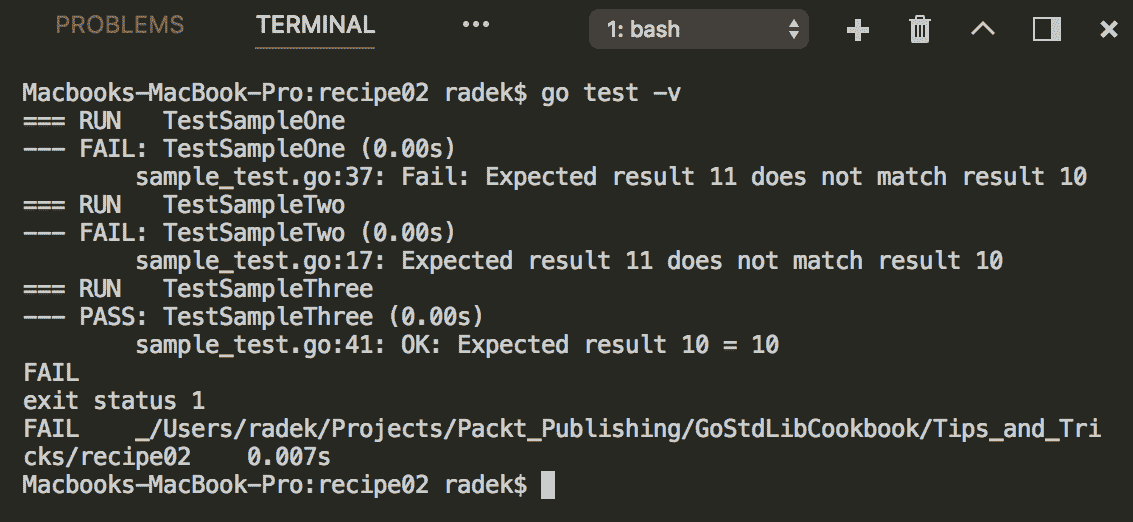 PROBLEMS TERMINAL ••• 1: bash
Macbooks-MacBook-Pro:recipe02 radek$ go test -v
=== RUN   TestSampleOne
--- FAIL: TestSampleOne (0.00s)
        sample_test.go:37: Fail: Expected result 11 does not match result 10
=== RUN   TestSampleTwo
--- FAIL: TestSampleTwo (0.00s)
        sample_test.go:17: Expected result 11 does not match result 10
=== RUN   TestSampleThree
--- PASS: TestSampleThree (0.00s)
        sample_test.go:41: OK: Expected result 10 = 10
FAIL
exit status 1
FAIL    _/Users/radek/Projects/Packt_Publishing/GoStdLibCookbook/Tips_and_Tri
cks/recipe02    0.007s
Macbooks-MacBook-Pro:recipe02 radek$